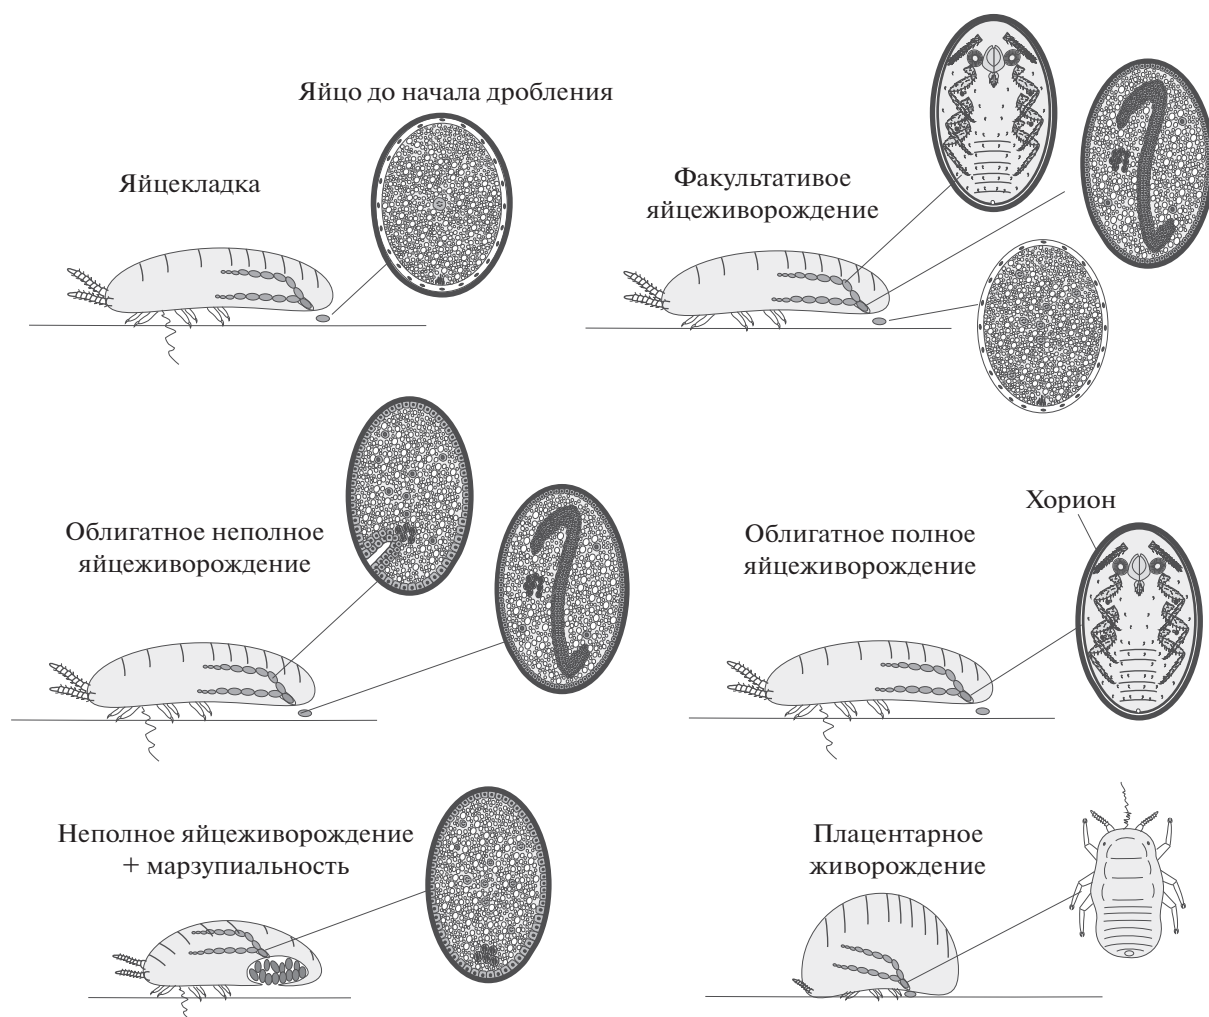 Яйцо до начала дробления
Яйцекладка
Факультативое
яйцеживорождение
Облигатное неполное
яйцеживорождение
Хорион
Облигатное полное
яйцеживорождение
Неполное яйцеживорождение
+ марзупиальность
Плацентарное
живорождение